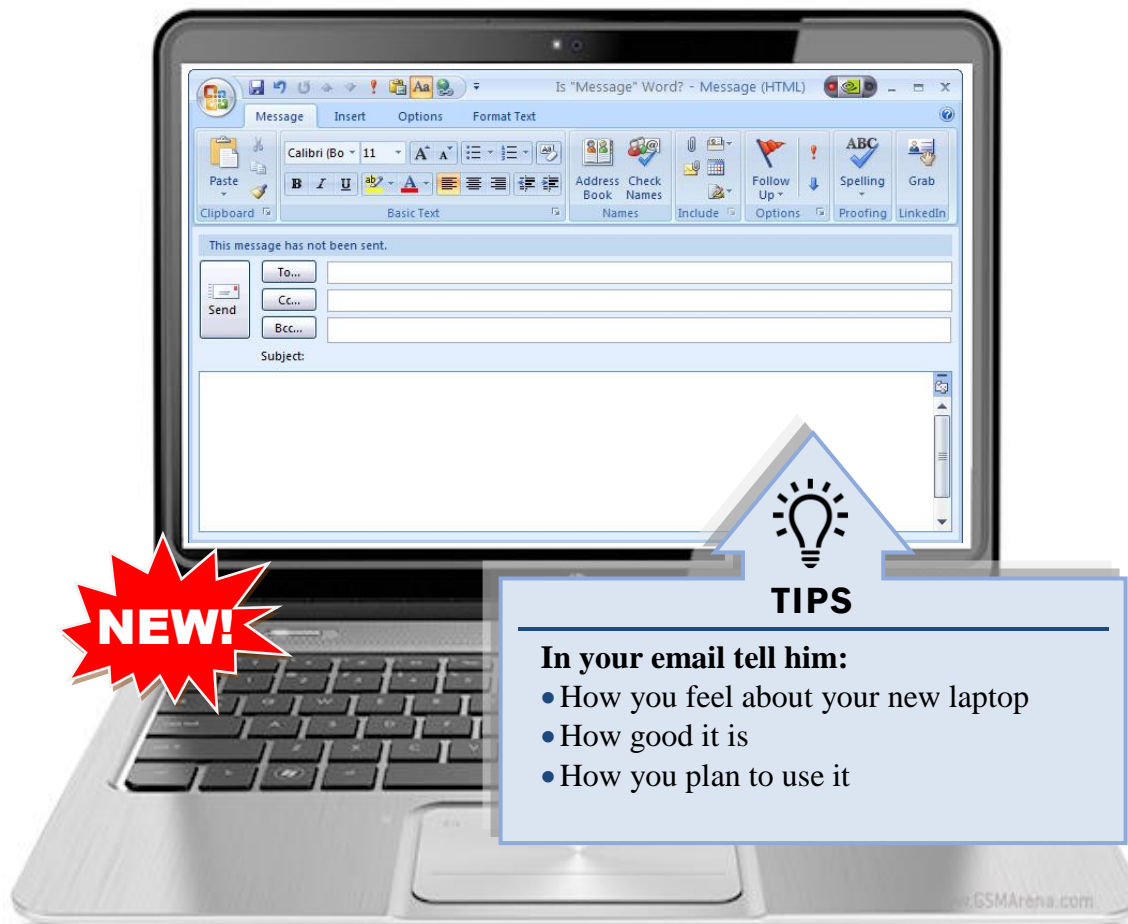 Is "Message" Word? - Message (HTML)
Message Insert Options Format Text
Calibri (Bo 11
Paste
B I U
Address Book
Check Names
Follow Up
ABC
Spelling
Grab
Clipboard Basic Text Names Include Options Proofing LinkedIn
This message has not been sent.
To...
Send
Cc...
Bcc...
Subject:
NEW!
TIPS
In your email tell him:
•How you feel about your new laptop
•How good it is
•How you plan to use it
www.GSMArena.com